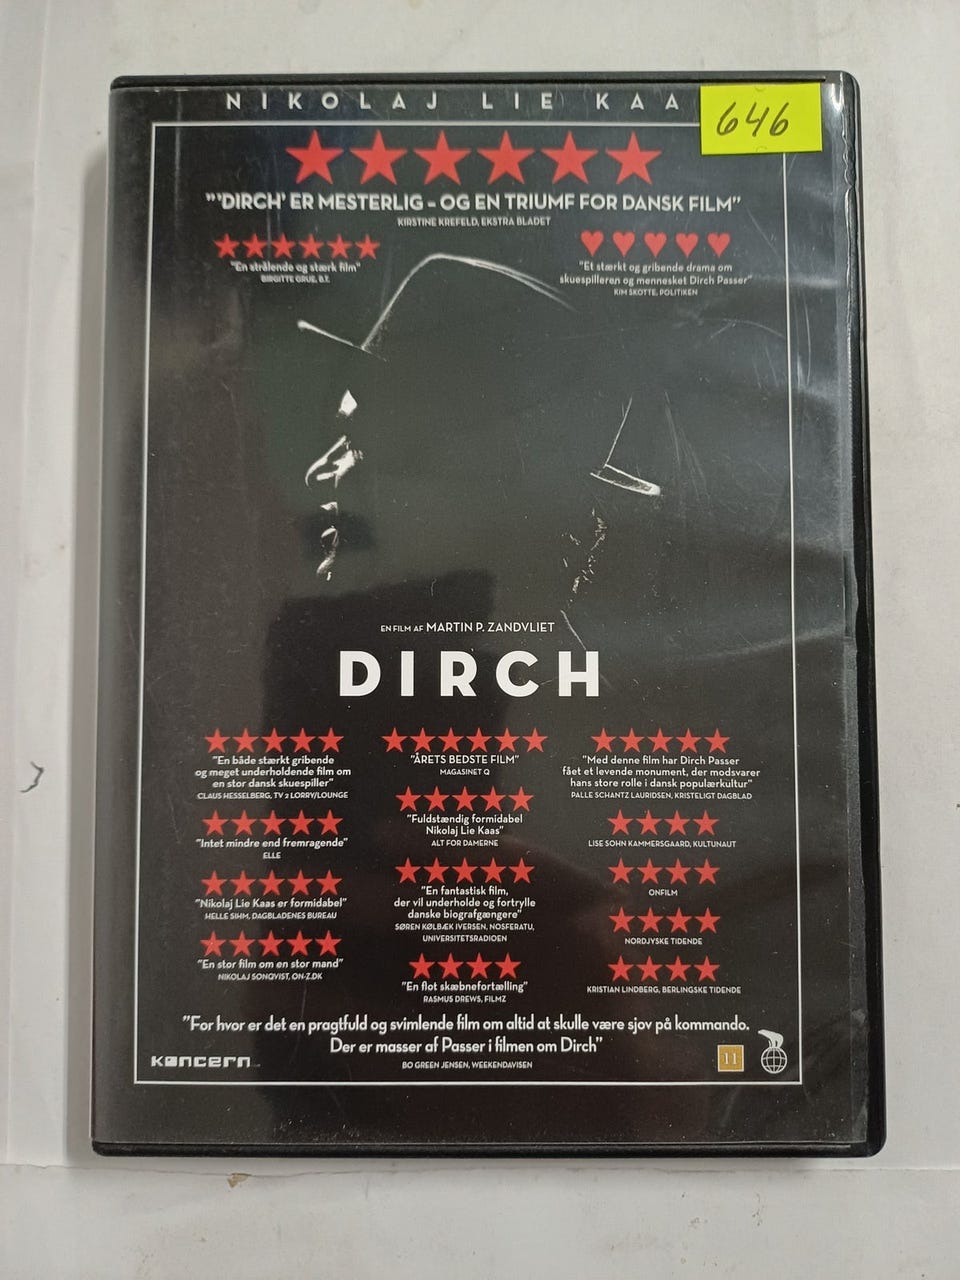 NIKOLAJ LIE KAA
646
"'DIRCH' ER MESTERLIG - OG EN TRIUMF FOR DANSK FILM"
KIRSTINE KREFELD, EKSTRA BLADET
"En strålende og stærk film"
BIRGITTE GRUE, B.T.
"Et stærkt og gribende drama om
skuespilleren og mennesket Dirch Passer"
KIM SKOTTE, POLITIKEN
EN FILM AF MARTIN P. ZANDVLIET
DIRCH
"En både stærkt gribende
og meget underholdende film om
en stor dansk skuespiller"
CLAUS HESSELBERG, TV 2 LORRY/LOUNGE
"Intet mindre end fremragende"
ELLE
"Nikolaj Lie Kaas er formidabel"
HELLE SIHM, DAGBLADENES BUREAU
"En stor film om en stor mand"
NIKOLAJ SONQVIST, ON-Z.DK
"ÅRETS BEDSTE FILM"
MAGASINET Q
"Fuldstændig formidabel
Nikolaj Lie Kaas"
ALT FOR DAMERNE
"En fantastisk film,
der vil underholde og fortrylle
danske biografgængere"
SØREN KØLBÆK IVERSEN, NOSFERATU,
UNIVERSITETSRADIOEN
"En flot skæbnefortælling"
RASMUS DREWS, FILMZ
"Med denne film har Dirch Passer
fået et levende monument, der modsvarer
hans store rolle i dansk populærkultur"
PALLE SCHANTZ LAURIDSEN, KRISTELIGT DAGBLAD
LISE SOHN KAMMERSGAARD, KULTUNAUT
ONFILM
NORDJYSKE TIDENDE
KRISTIAN LINDBERG, BERLINGSKE TIDENDE
"For hvor er det en pragtfuld og svimlende film om altid at skulle være sjov på kommando.
Der er masser af Passer i filmen om Dirch"
BO GREEN JENSEN, WEEKENDAVISEN
KONCERN
11